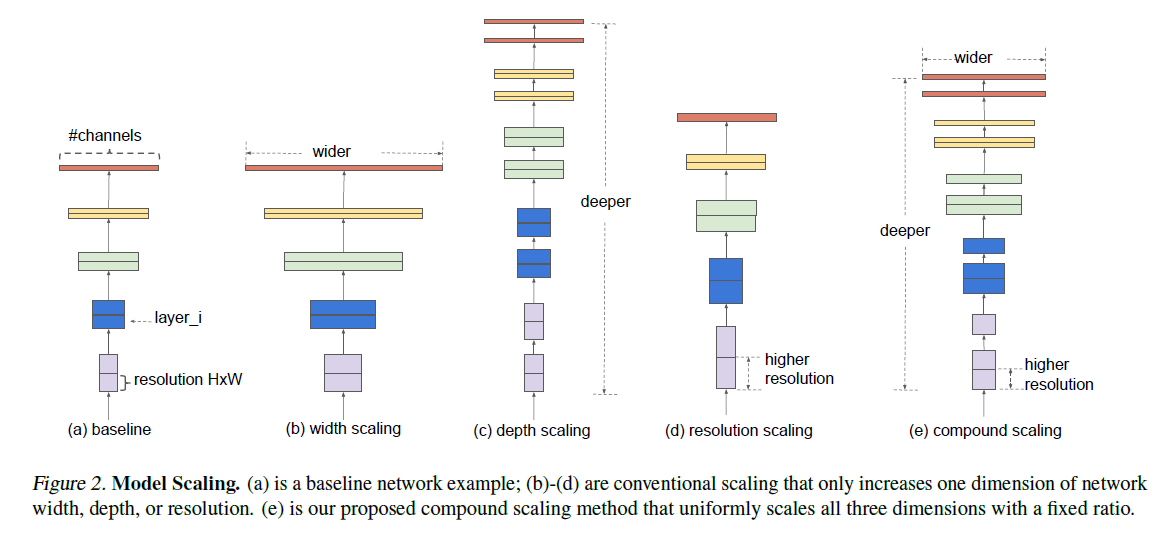 #channels
layer_i
resolution HxW
(a) baseline
wider
(b) width scaling
deeper
(c) depth scaling
higher
resolution
(d) resolution scaling
wider
deeper
higher
resolution
(e) compound scaling
Figure 2. Model Scaling. (a) is a baseline network example; (b)-(d) are conventional scaling that only increases one dimension of network
width, depth, or resolution. (e) is our proposed compound scaling method that uniformly scales all three dimensions with a fixed ratio.